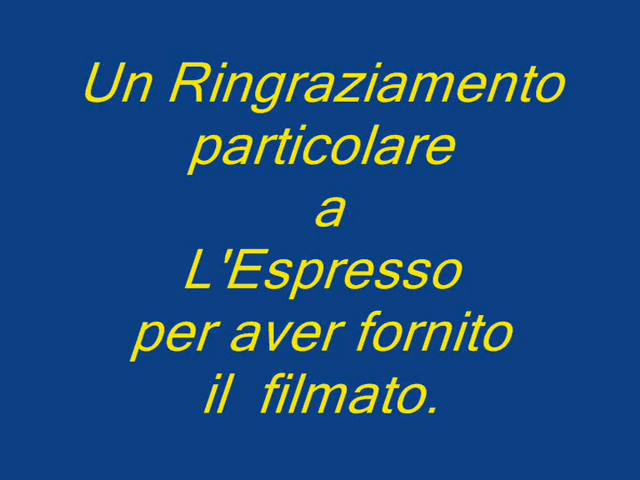 Un Ringraziamento
particolare
a
L'Espresso
per aver fornito
il filmato.